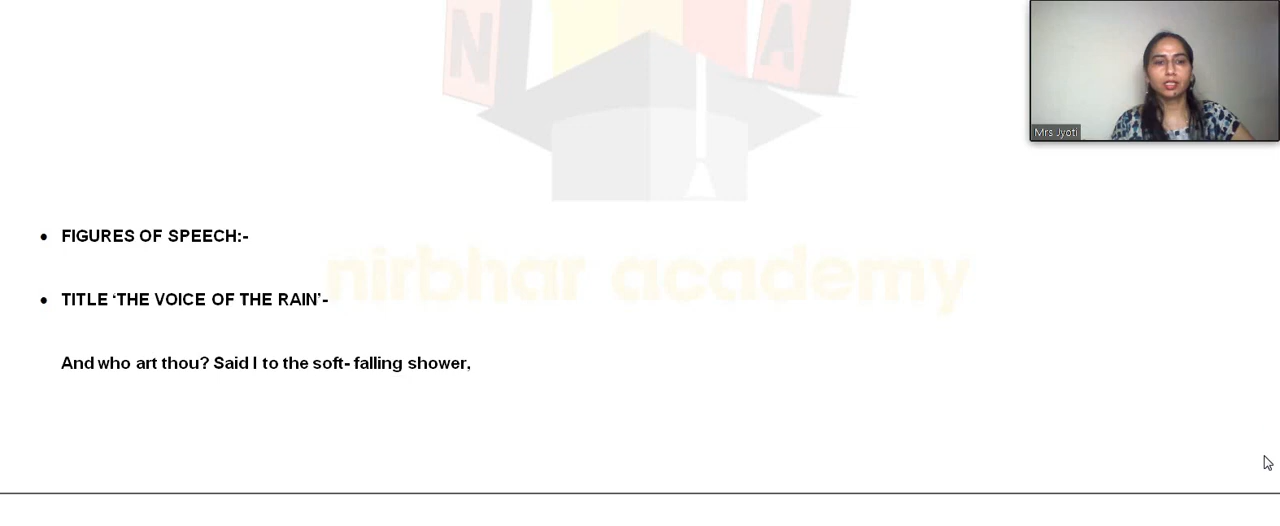 N A
Mrs Jyoti
• FIGURES OF SPEECH:-
nirbhar academy
• TITLE ‘THE VOICE OF THE RAIN’-
And who art thou? Said I to the soft- falling shower,